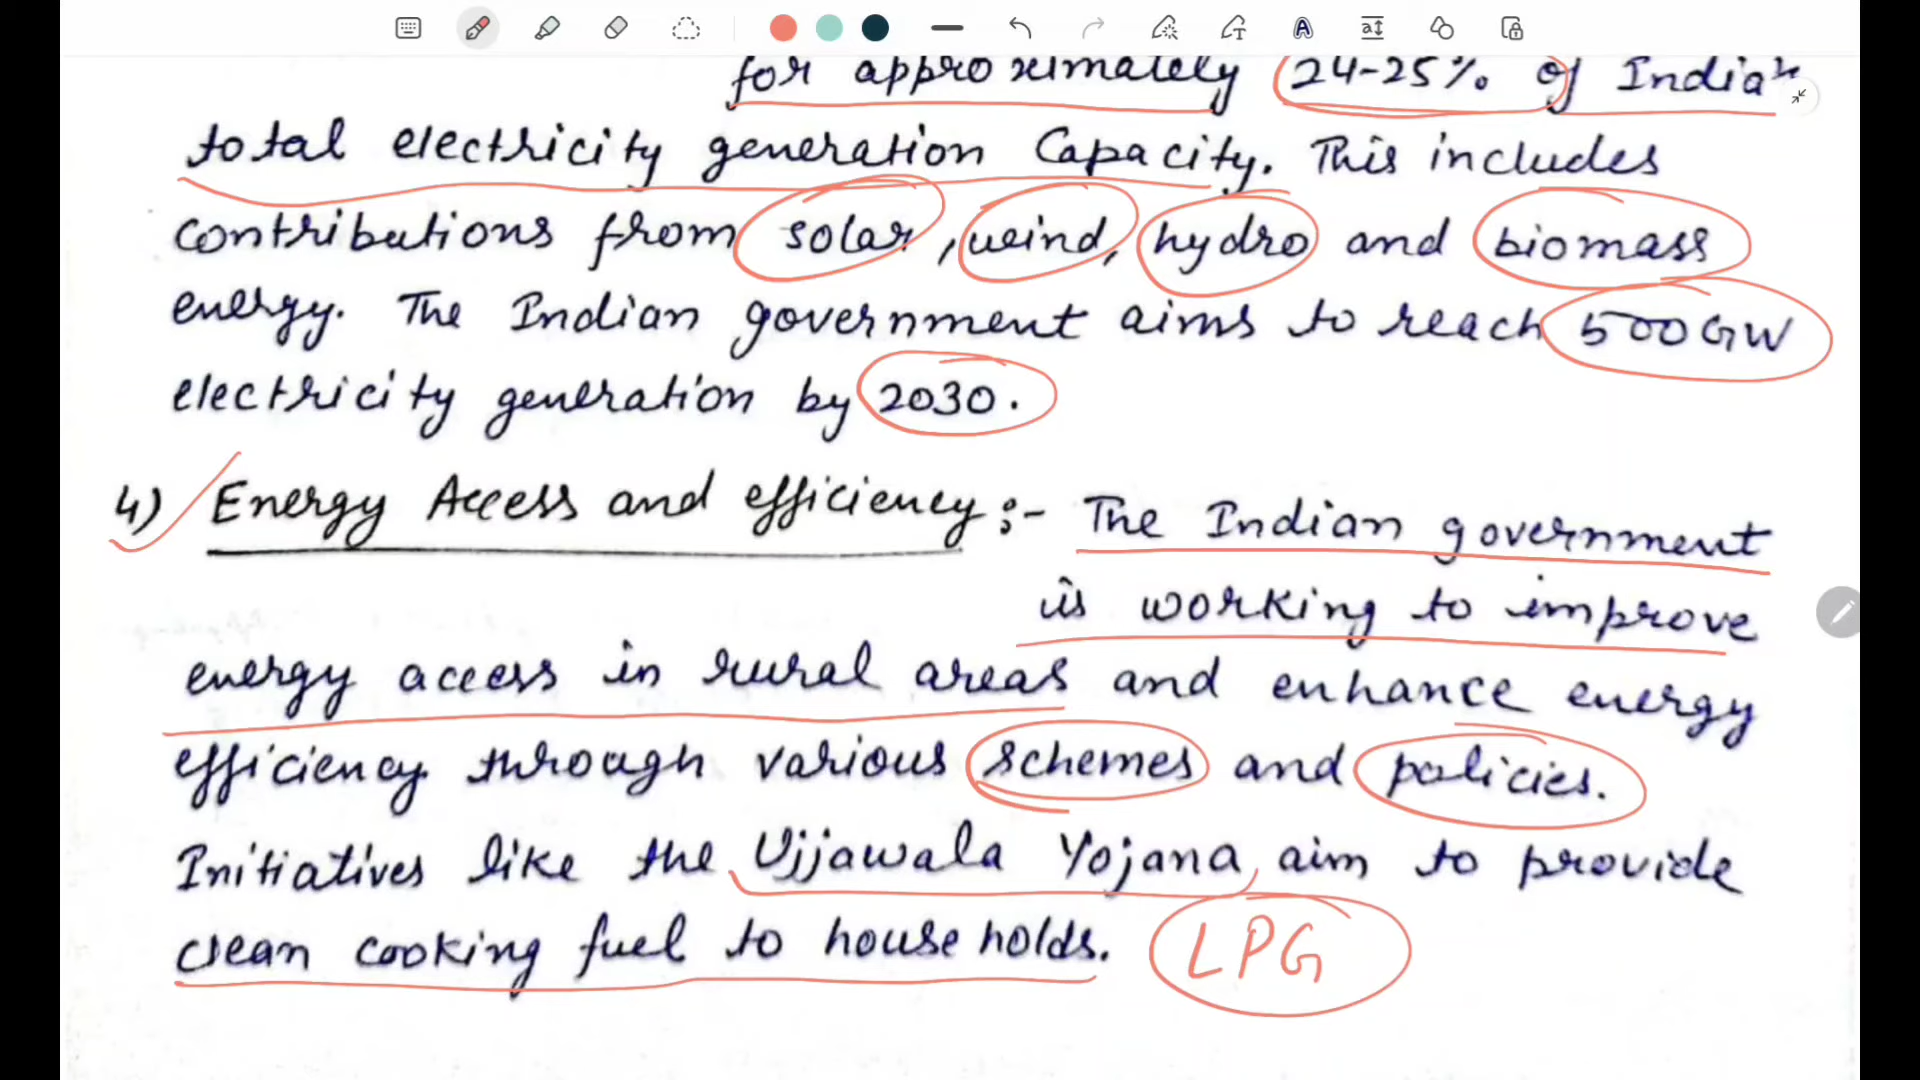 for approximately 24-25% of Indian
total electricity generation Capacity. This includes
contributions from solar, wind, hydro and biomass
energy. The Indian government aims to reach 500GW
electricity generation by 2030.
4) Energy Access and efficiency :- The Indian government
is working to improve
energy access in rural areas and enhance energy
efficiency through various schemes and policies.
Initiatives like the Ujjawala Yojana, aim to provide
clean cooking fuel to households. LPG